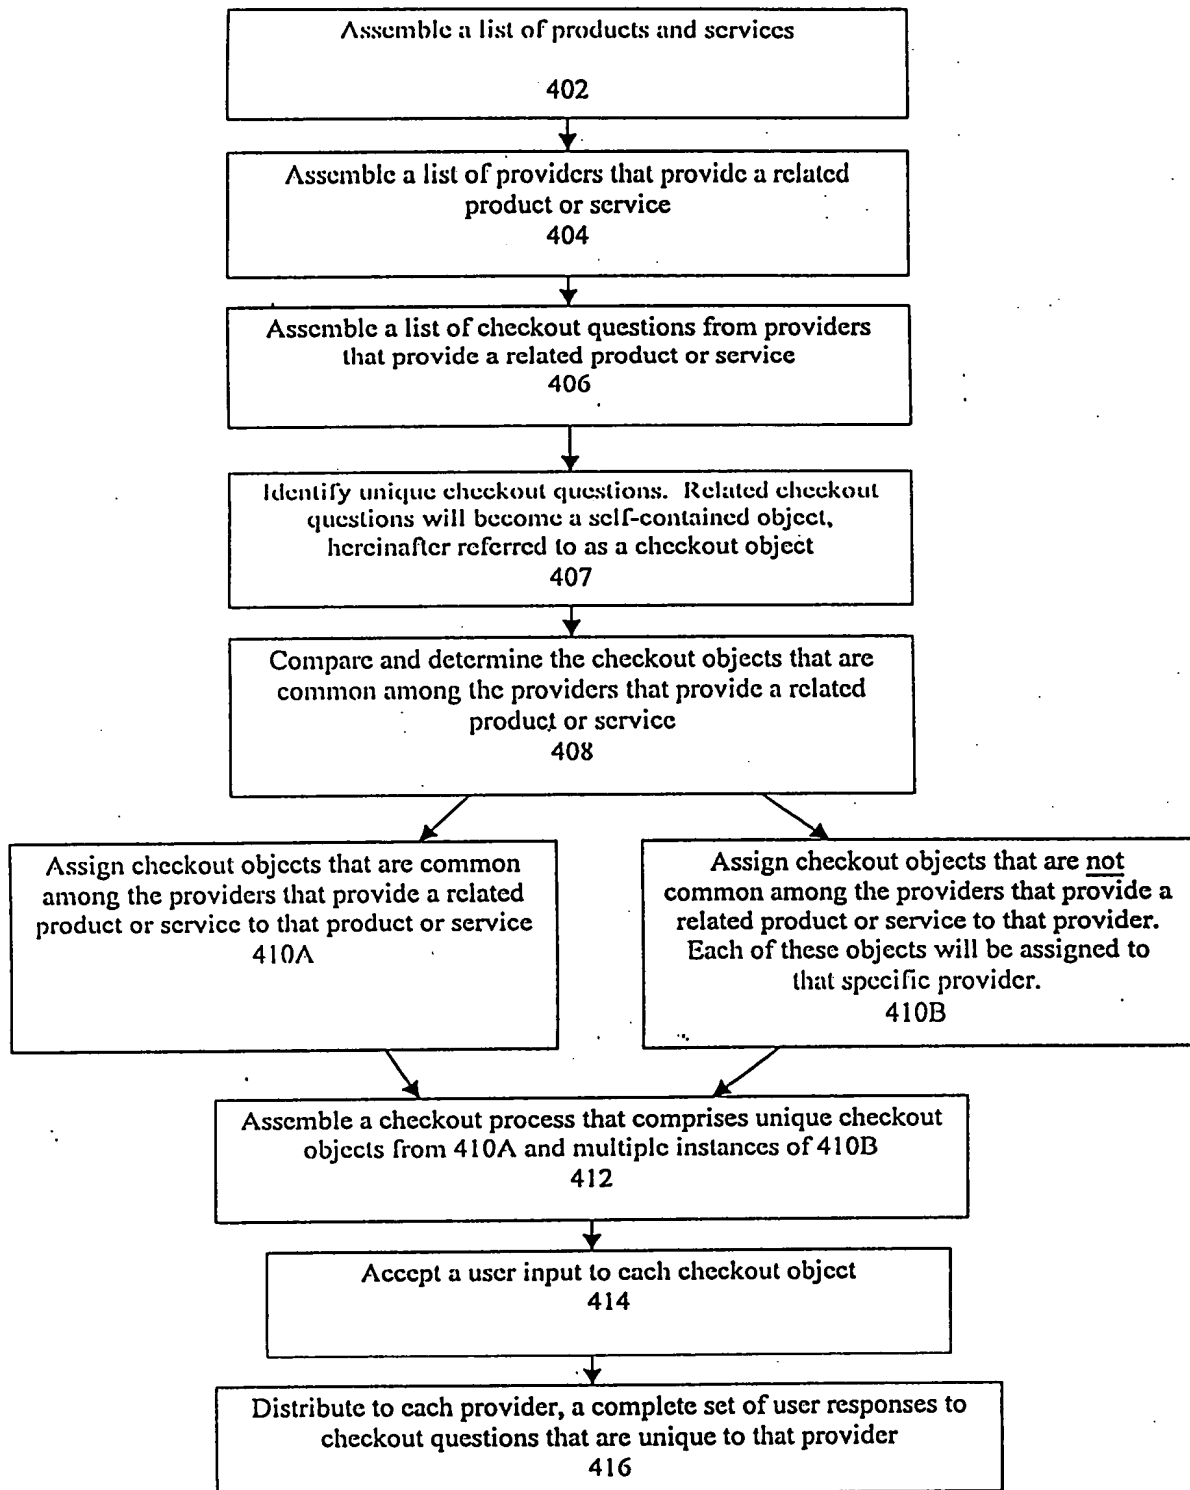 Assemble a list of products and services
402
Assemble a list of providers that provide a related
product or service
404
Assemble a list of checkout questions from providers
that provide a related product or service
406
Identify unique checkout questions. Related checkout
questions will become a self-contained object,
hereinafter referred to as a checkout object
407
Compare and determine the checkout objects that are
common among the providers that provide a related
product or service
408
Assign checkout objects that are common
among the providers that provide a related
product or service to that product or service
410A
Assign checkout objects that are not
common among the providers that provide a
related product or service to that provider.
Each of these objects will be assigned to
that specific provider.
410B
Assemble a checkout process that comprises unique checkout
objects from 410A and multiple instances of 410B
412
Accept a user input to each checkout object
414
Distribute to each provider, a complete set of user responses to
checkout questions that are unique to that provider
416